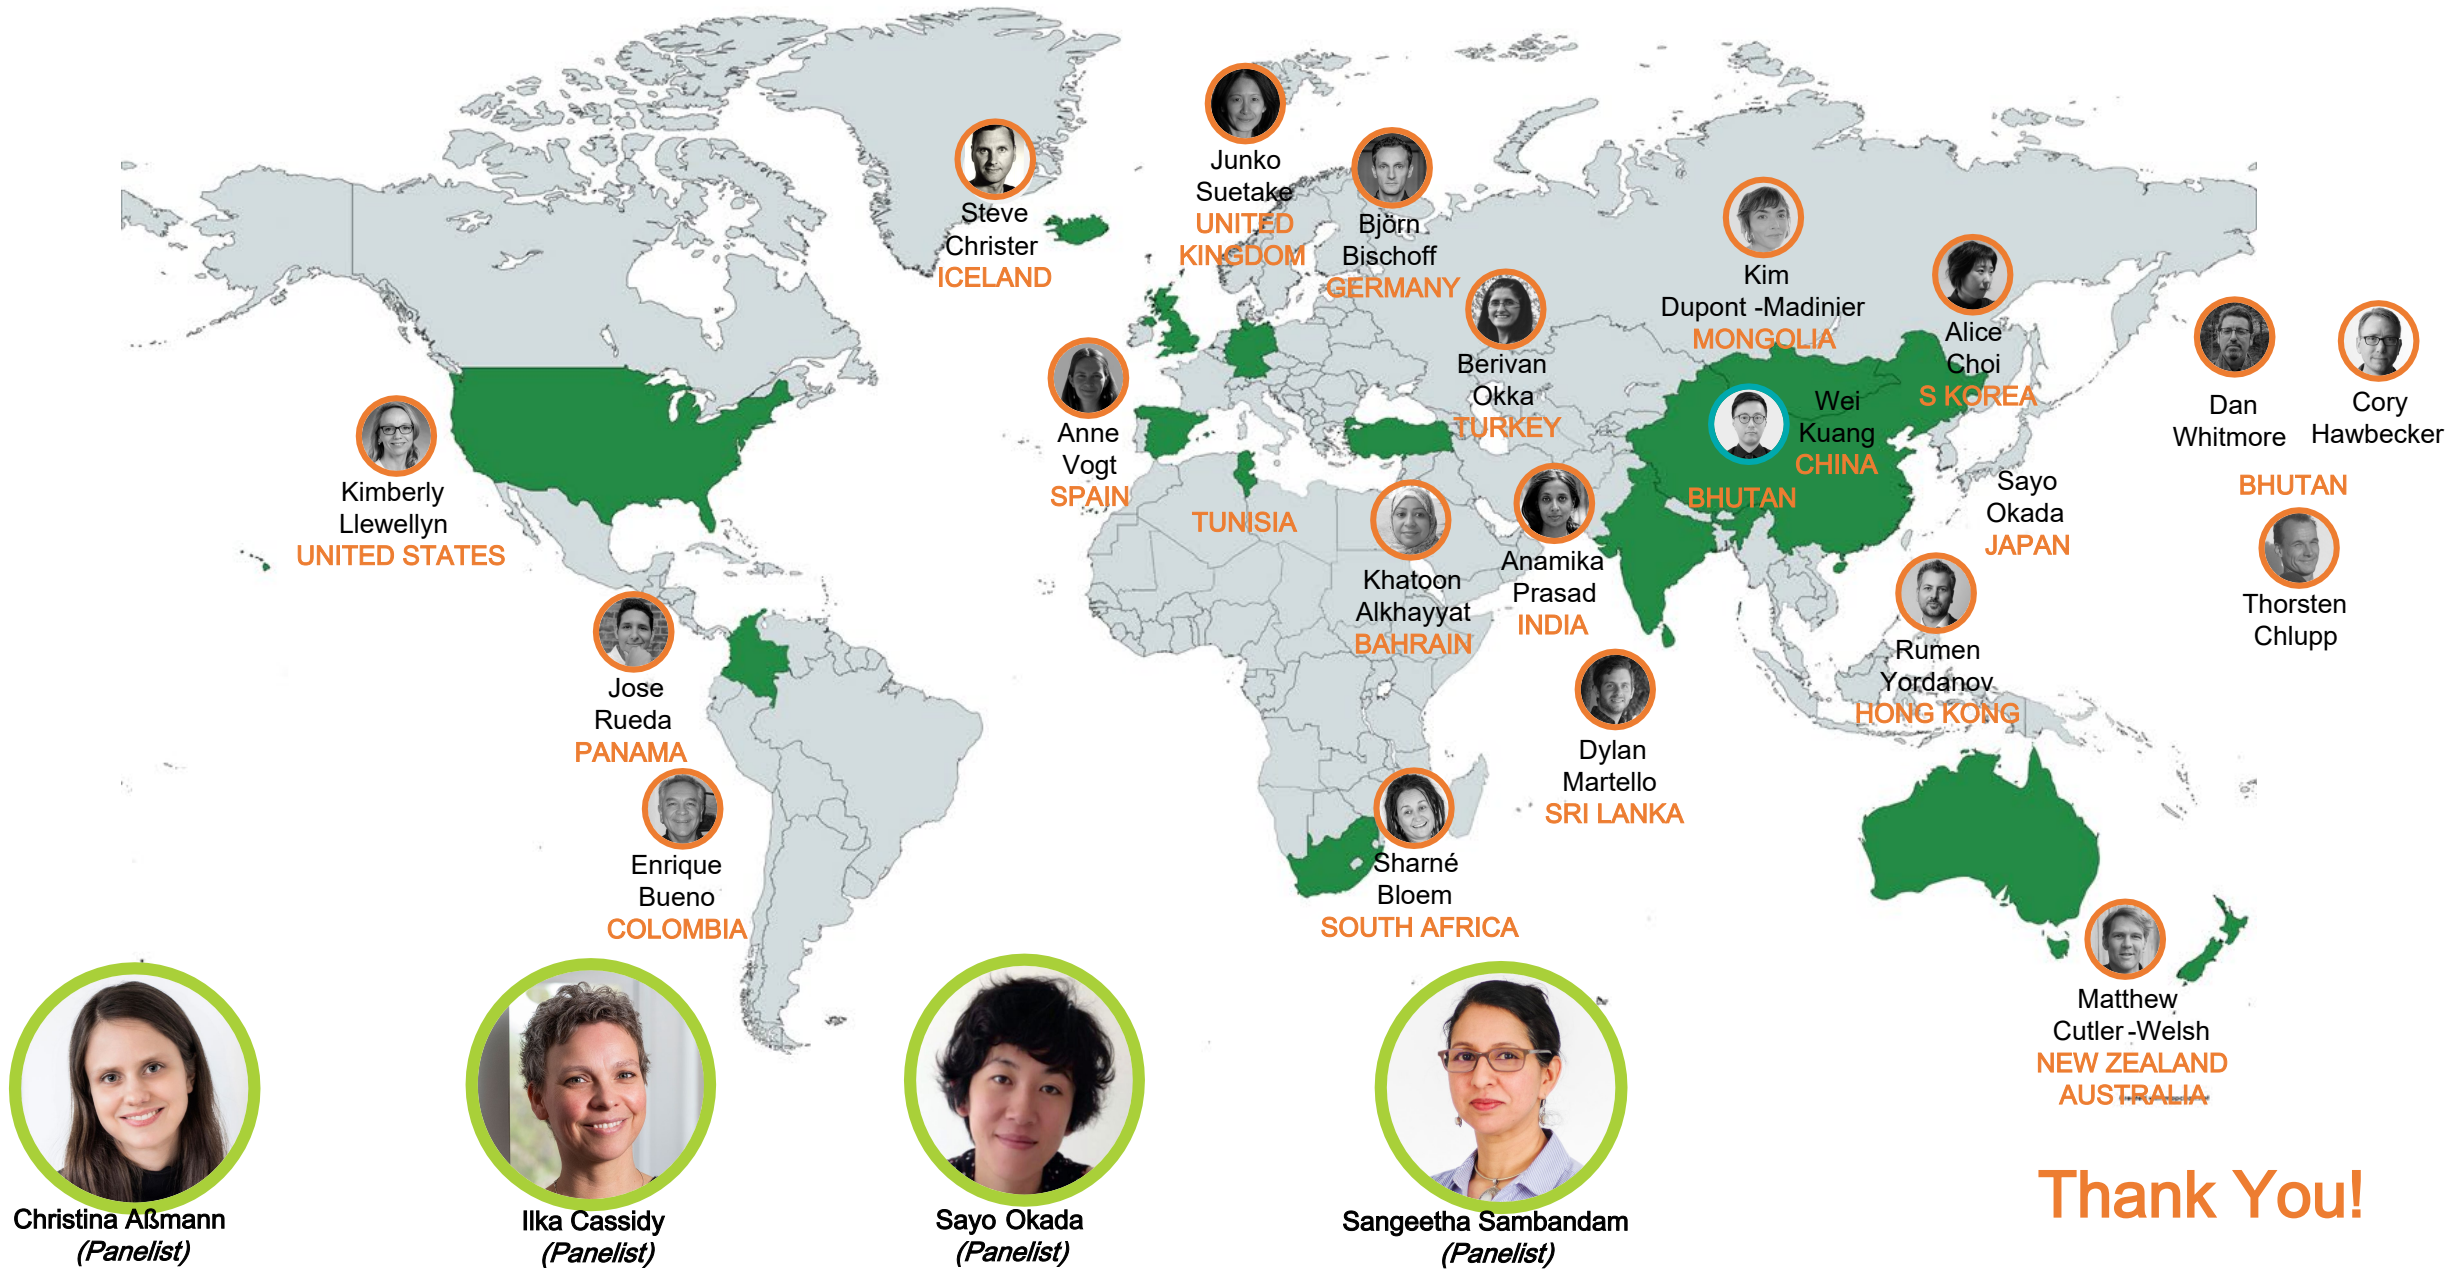 Junko
Suetake
UNITED
KINGDOM
Steve
Christer
ICELAND
Björn
Bischoff
GERMANY
Kim
Dupont -Madinier
MONGOLIA
Alice
Choi
S KOREA
Berivan
Okka
TURKEY
Dan
Whitmore
Cory
Hawbecker
BHUTAN
Thorsten
Chlupp
Wei
Kuang
CHINA
BHUTAN
Anne
Vogt
SPAIN
Kimberly
Llewellyn
UNITED STATES
TUNISIA
Sayo
Okada
JAPAN
Khatoon
Alkhayyat
BAHRAIN
Anamika
Prasad
INDIA
Rumen
Yordanov
HONG KONG
Jose
Rueda
PANAMA
Dylan
Martello
SRI LANKA
Enrique
Bueno
COLOMBIA
Sharné
Bloem
SOUTH AFRICA
Matthew
Cutler -Welsh
NEW ZEALAND
AUSTRALIA
Thank You!
Christina Aßmann
(Panelist)
Ilka Cassidy
(Panelist)
Sayo Okada
(Panelist)
Sangeetha Sambandam
(Panelist)